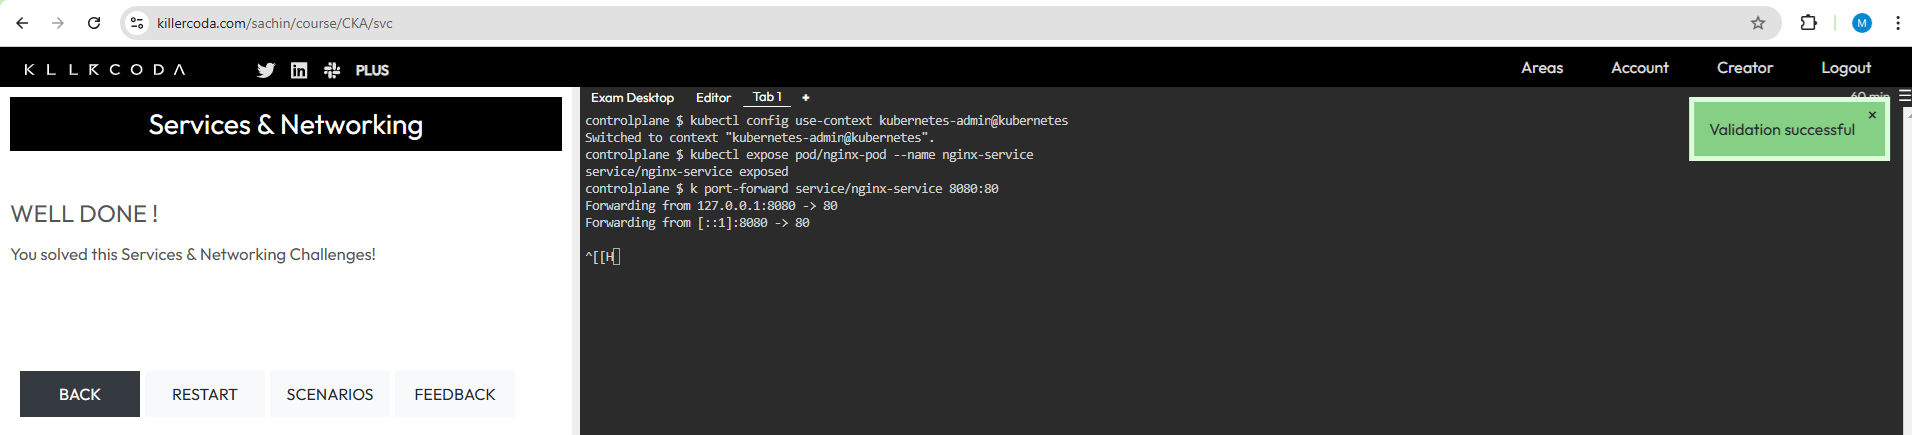 killercoda.com/sachin/course/CKA/svc
M
KLLRCODA
PLUS
Areas
Account
Creator
Logout
Services & Networking
WELL DONE !
You solved this Services & Networking Challenges!
BACK
RESTART
SCENARIOS
FEEDBACK
Exam Desktop
Editor
Tab 1
+
60 min
controlplane $ kubectl config use-context kubernetes-admin@kubernetes
Switched to context "kubernetes-admin@kubernetes".
controlplane $ kubectl expose pod/nginx-pod --name nginx-service
service/nginx-service exposed
controlplane $ k port-forward service/nginx-service 8080:80
Forwarding from 127.0.0.1:8080 -> 80
Forwarding from [::1]:8080 -> 80
^[[H
Validation successful
×